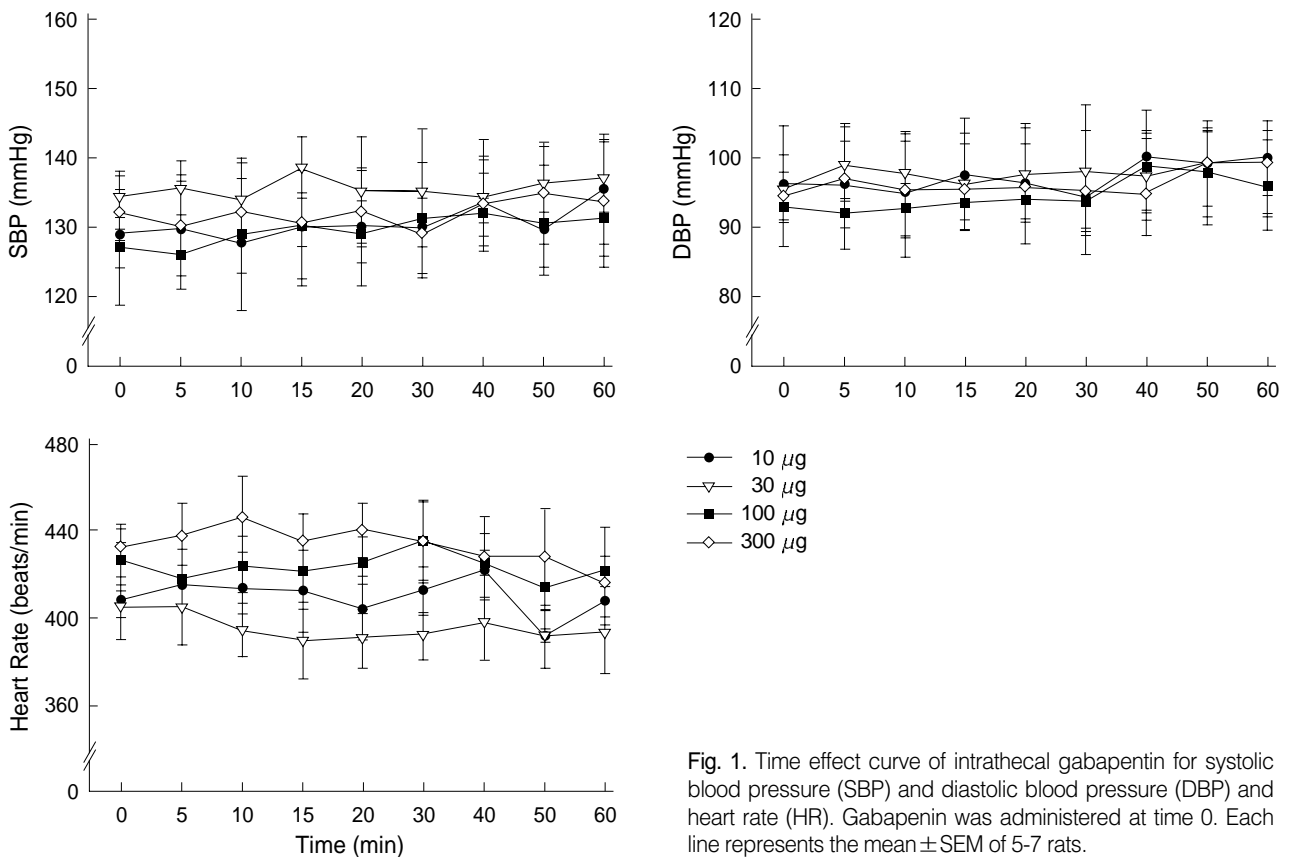 160
150
140
130
120
0
SBP (mmHg)
0 5 10 15 20 30 40 50 60
120
110
100
90
80
0
DBP (mmHg)
0 5 10 15 20 30 40 50 60
480
440
400
360
0
Heart Rate (beats/min)
0 5 10 15 20 30 40 50 60
Time (min)
10 μg
30 μg
100 μg
300 μg
Fig. 1. Time effect curve of intrathecal gabapentin for systolic
blood pressure (SBP) and diastolic blood pressure (DBP) and
heart rate (HR). Gabapenin was administered at time 0. Each
line represents the mean±SEM of 5-7 rats.